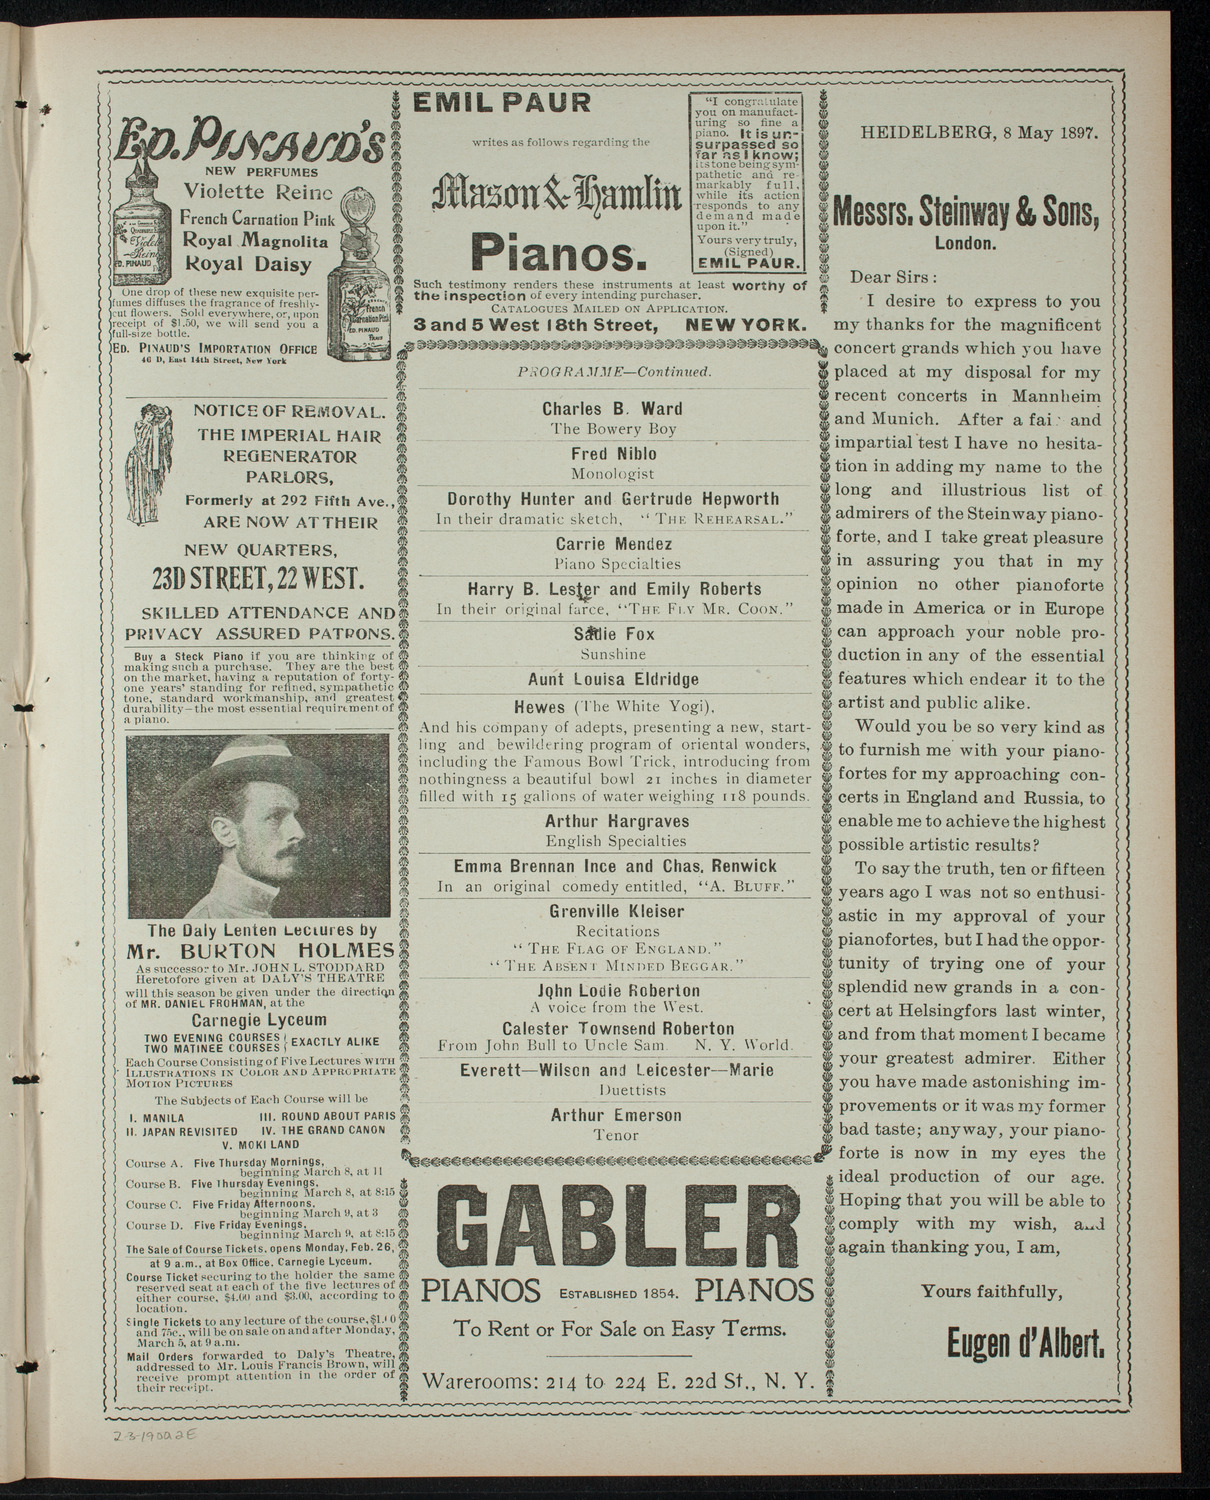 ED. PINAUD'S
NEW PERFUMES
Violette Reine
French Carnation Pink
Royal Magnolita
Royal Daisy
One drop of these new exquisite per-
fumes diffuses the fragrance of freshly-
cut flowers. Sold everywhere, or, upon
receipt of $1.50, we will send you a
full-size bottle.
ED. PINAUD'S IMPORTATION OFFICE
46 D, East 14th Street, New York
NOTICE OF REMOVAL.
THE IMPERIAL HAIR
REGENERATOR
PARLORS,
Formerly at 292 Fifth Ave.,
ARE NOW AT THEIR
NEW QUARTERS,
23D STREET, 22 WEST.
SKILLED ATTENDANCE AND
PRIVACY ASSURED PATRONS.
Buy a Steck Piano if you are thinking of
making such a purchase. They are the best
on the market, having a reputation of forty-
one years' standing for refined, sympathetic
tone, standard workmanship, and greatest
durability—the most essential requirement of
a piano.
The Daly Lenten Lectures by
Mr. BURTON HOLMES
As successor to Mr. JOHN L. STODDARD
Heretofore given at DALY'S THEATRE
will this season be given under the direction
of MR. DANIEL FROHMAN, at the
Carnegie Lyceum
TWO EVENING COURSES
TWO MATINEE COURSES } EXACTLY ALIKE
Each Course Consisting of Five Lectures WITH
ILLUSTRATIONS IN COLOR AND APPROPRIATE
MOTION PICTURES
The Subjects of Each Course will be
I. MANILA III. ROUND ABOUT PARIS
II. JAPAN REVISITED IV. THE GRAND CANON
V. MOKI LAND
Course A. Five Thursday Mornings,
beginning March 8, at 11
Course B. Five Thursday Evenings,
beginning March 8, at 8:15
Course C. Five Friday Afternoons,
beginning March 9, at 3
Course D. Five Friday Evenings,
beginning March 9, at 8:15
The Sale of Course Tickets, opens Monday, Feb. 26,
at 9 a.m., at Box Office, Carnegie Lyceum.
Course Ticket securing to the holder the same
reserved seat at each of the five lectures of
either course, $4.00 and $3.00, according to
location.
Single Tickets to any lecture of the course, $1.00
and 75c., will be on sale on and after Monday,
March 5, at 9 a.m.
Mail Orders forwarded to Daly's Theatre,
addressed to Mr. Louis Francis Brown, will
receive prompt attention in the order of
their receipt.
EMIL PAUR
writes as follows regarding the
Mason & Hamlin
Pianos.
"I congratulate
you on manufact-
uring so fine a
piano. It is un-
surpassed so
far as I know;
its tone being sym-
pathetic and re-
markably full,
while its action
responds to any
demand made
upon it."
Yours very truly,
(Signed)
EMIL PAUR.
Such testimony renders these instruments at least worthy of
the inspection of every intending purchaser.
CATALOGUES MAILED ON APPLICATION.
3 and 5 West 18th Street, NEW YORK.
PROGRAMME—Continued.
Charles B. Ward
The Bowery Boy
Fred Niblo
Monologist
Dorothy Hunter and Gertrude Hepworth
In their dramatic sketch, "THE REHEARSAL."
Carrie Mendez
Piano Specialties
Harry B. Lester and Emily Roberts
In their original farce, "THE FLY MR. COON."
Sadie Fox
Sunshine
Aunt Louisa Eldridge
Hewes (The White Yogi),
And his company of adepts, presenting a new, start-
ling and bewildering program of oriental wonders,
including the Famous Bowl Trick, introducing from
nothingness a beautiful bowl 21 inches in diameter
filled with 15 gallons of water weighing 118 pounds.
Arthur Hargraves
English Specialties
Emma Brennan Ince and Chas. Renwick
In an original comedy entitled, "A. BLUFF."
Grenville Kleiser
Recitations
"THE FLAG OF ENGLAND."
"THE ABSENT MINDED BEGGAR."
John Lodie Roberton
A voice from the West.
Calester Townsend Roberton
From John Bull to Uncle Sam. N. Y. World.
Everett—Wilson and Leicester—Marie
Duettists
Arthur Emerson
Tenor
GABLER
PIANOS ESTABLISHED 1854. PIANOS
To Rent or For Sale on Easy Terms.
Warerooms: 214 to 224 E. 22d St., N. Y.
HEIDELBERG, 8 May 1897.
Messrs. Steinway & Sons,
London.
Dear Sirs:
I desire to express to you
my thanks for the magnificent
concert grands which you have
placed at my disposal for my
recent concerts in Mannheim
and Munich. After a fai and
impartial test I have no hesita-
tion in adding my name to the
long and illustrious list of
admirers of the Steinway piano-
forte, and I take great pleasure
in assuring you that in my
opinion no other pianoforte
made in America or in Europe
can approach your noble pro-
duction in any of the essential
features which endear it to the
artist and public alike.
Would you be so very kind as
to furnish me with your piano-
fortes for my approaching con-
certs in England and Russia, to
enable me to achieve the highest
possible artistic results?
To say the truth, ten or fifteen
years ago I was not so enthusi-
astic in my approval of your
pianofortes, but I had the oppor-
tunity of trying one of your
splendid new grands in a con-
cert at Helsingfors last winter,
and from that moment I became
your greatest admirer. Either
you have made astonishing im-
provements or it was my former
bad taste; anyway, your piano-
forte is now in my eyes the
ideal production of our age.
Hoping that you will be able to
comply with my wish, and
again thanking you, I am,
Yours faithfully,
Eugen d'Albert.